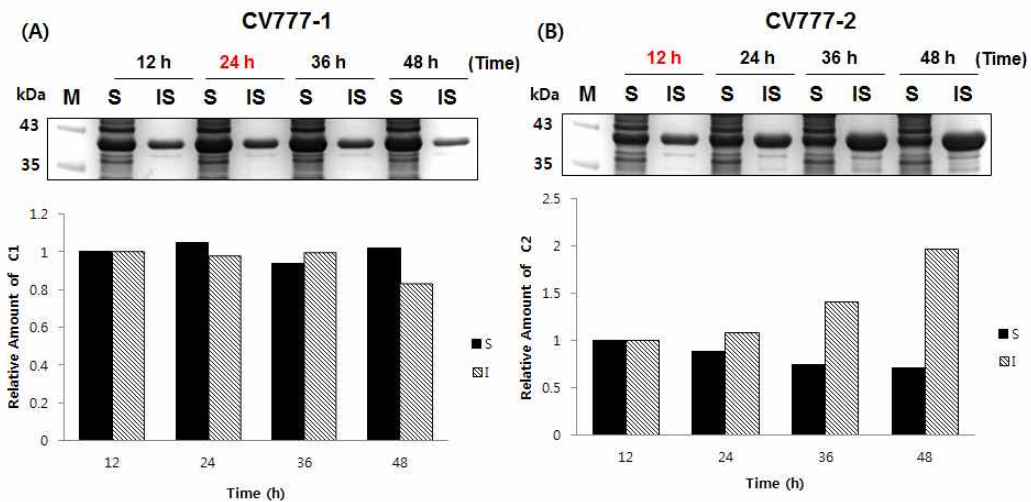 (A)
CV777-1
12 h 24 h 36 h 48 h (Time)
kDa M S IS S IS S IS S IS
43
35
1.2
1
0.8
0.6
0.4
0.2
0
Relative Amount of C1
12 24 36 48
Time (h)
S
I
(B)
CV777-2
12 h 24 h 36 h 48 h (Time)
kDa M S IS S IS S IS S IS
43
35
2.5
2
1.5
1
0.5
0
Relative Amount of C2
12 24 36 48
Time (h)
S
I